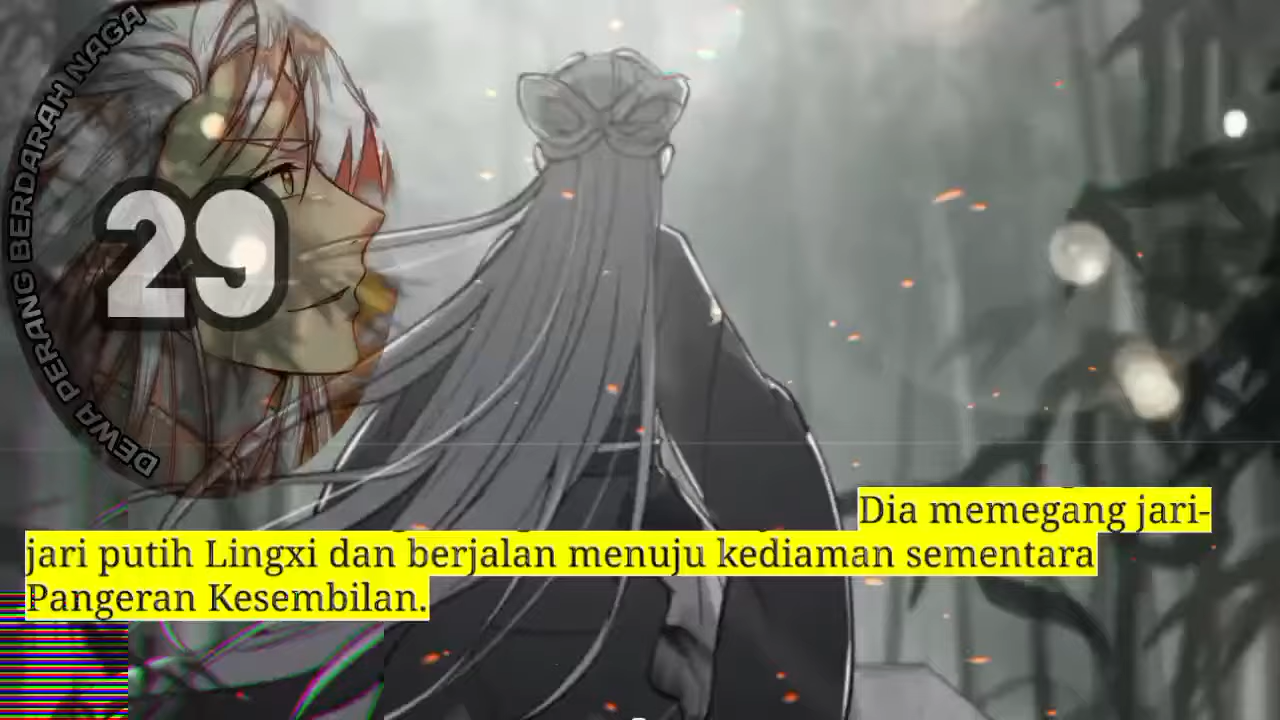 DEWA PERANG BERDARAH NAGA
29
Dia memegang jari-
jari putih Lingxi dan berjalan menuju kediaman sementara
Pangeran Kesembilan.